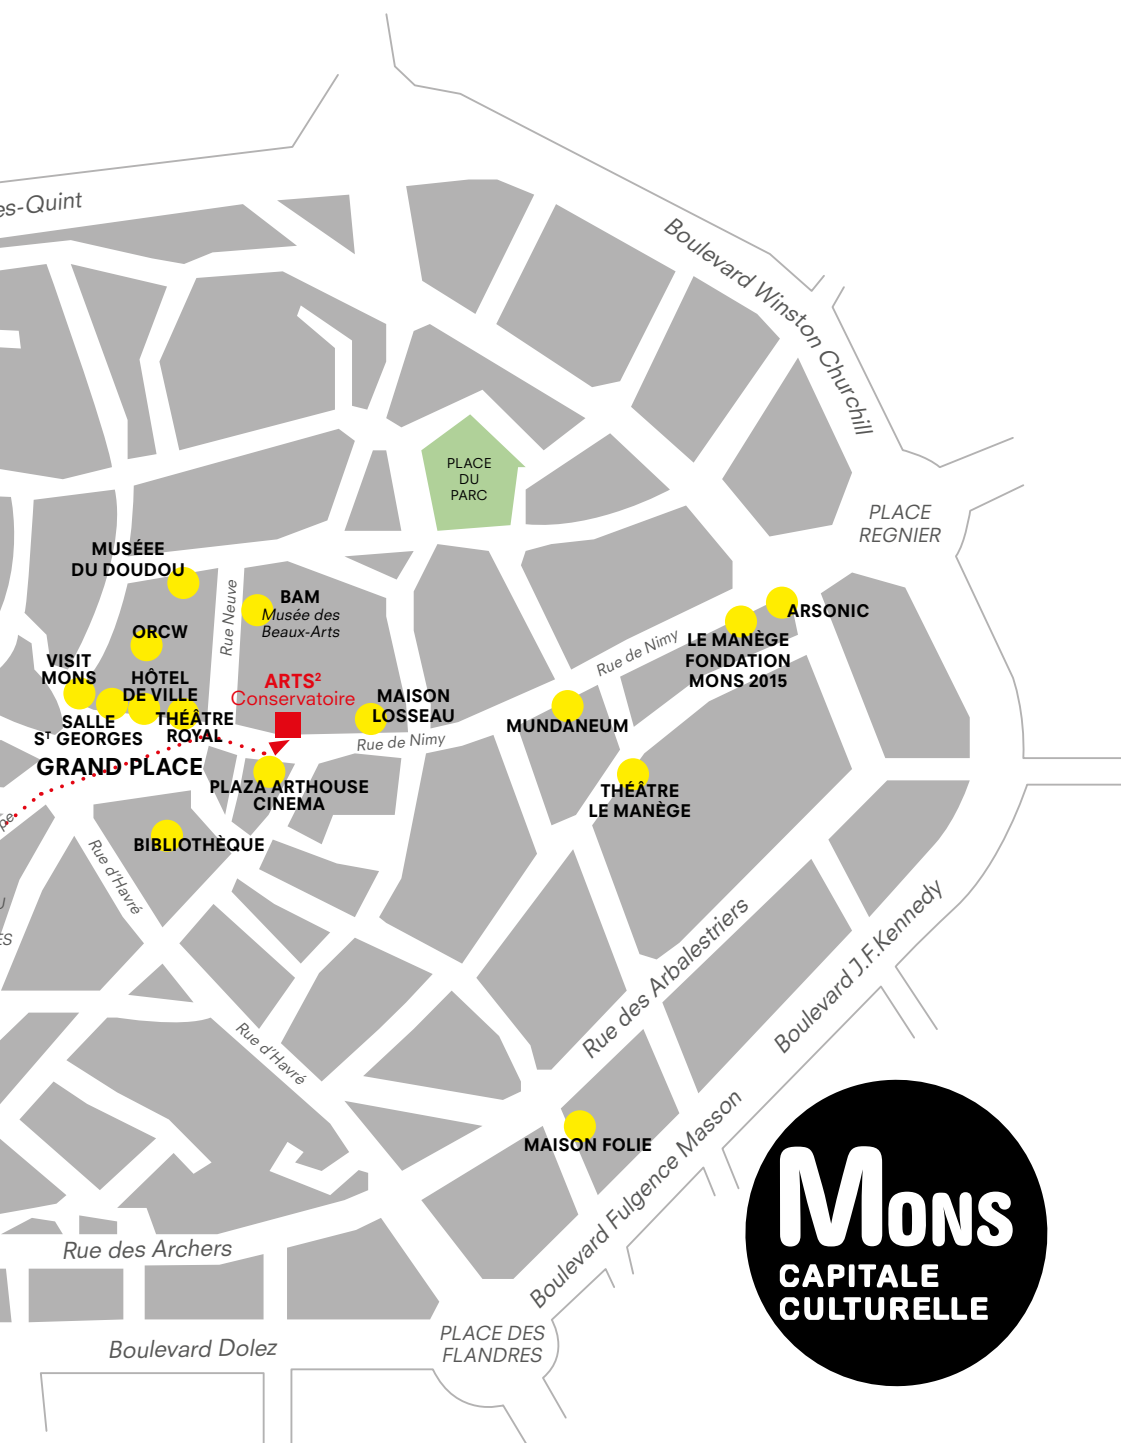 es-Quint
Boulevard Winston Churchill
PLACE
DU
PARC
PLACE
REGNIER
MUSÉEE
DU DOUDOU
Rue Neuve
BAM
Musée des
Beaux-Arts
ORCW
ARSONIC
LE MANÈGE
FONDATION
MONS 2015
Rue de Nimy
VISIT
MONS
HÔTEL
DE VILLE
ARTS²
Conservatoire
MAISON
LOSSEAU
SALLE
Sᵀ GEORGES
THÉÂTRE
ROYAL
MUNDANEUM
Rue de Nimy
GRAND PLACE
PLAZA ARTHOUSE
CINEMA
THÉÂTRE
LE MANÈGE
pe
BIBLIOTHÈQUE
Rue d'Havré
U
ES
Rue des Arbalestriers
Boulevard J.F.Kennedy
Rue d'Havré
MAISON FOLIE
Boulevard Fulgence Masson
Rue des Archers
Boulevard Dolez
PLACE DES
FLANDRES
MONS
CAPITALE
CULTURELLE